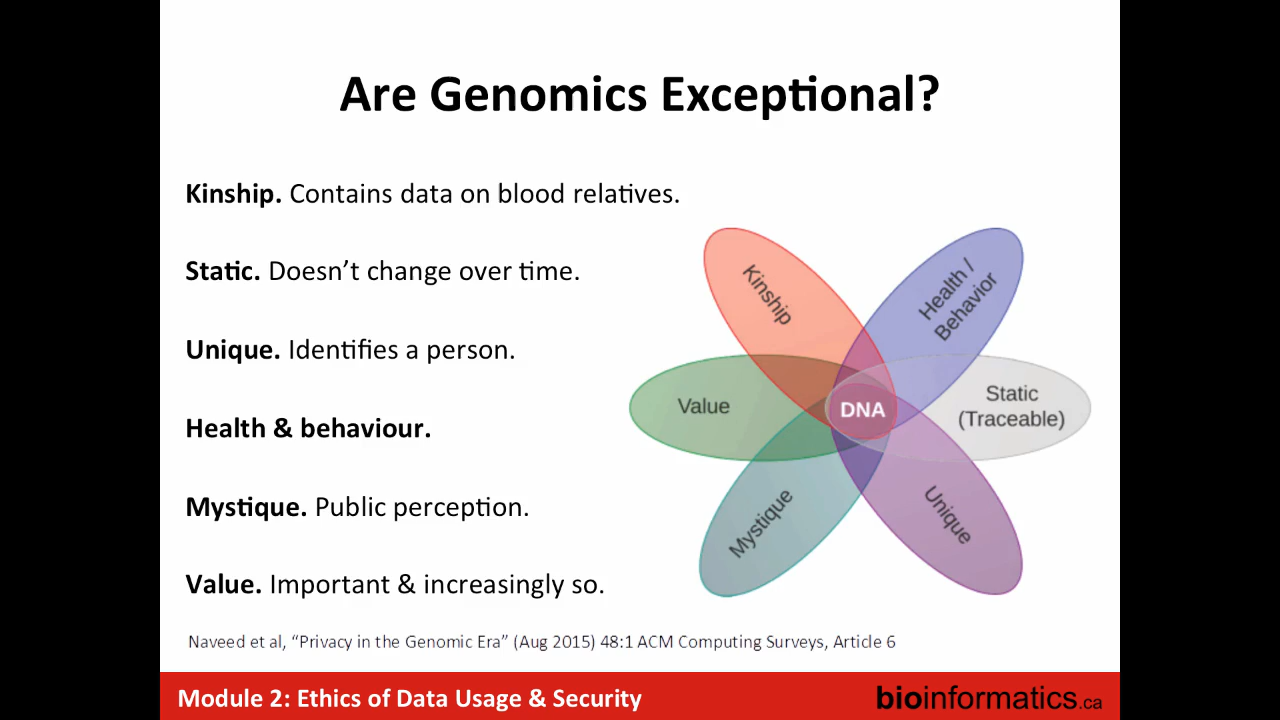 Are Genomics Exceptional?
Kinship. Contains data on blood relatives.
Static. Doesn’t change over time.
Unique. Identifies a person.
Health & behaviour.
Mystique. Public perception.
Value. Important & increasingly so.
Kinship
Health /
Behavior
Value
DNA
Static
(Traceable)
Mystique
Unique
Naveed et al, “Privacy in the Genomic Era” (Aug 2015) 48:1 ACM Computing Surveys, Article 6
Module 2: Ethics of Data Usage & Security
bioinformatics.ca